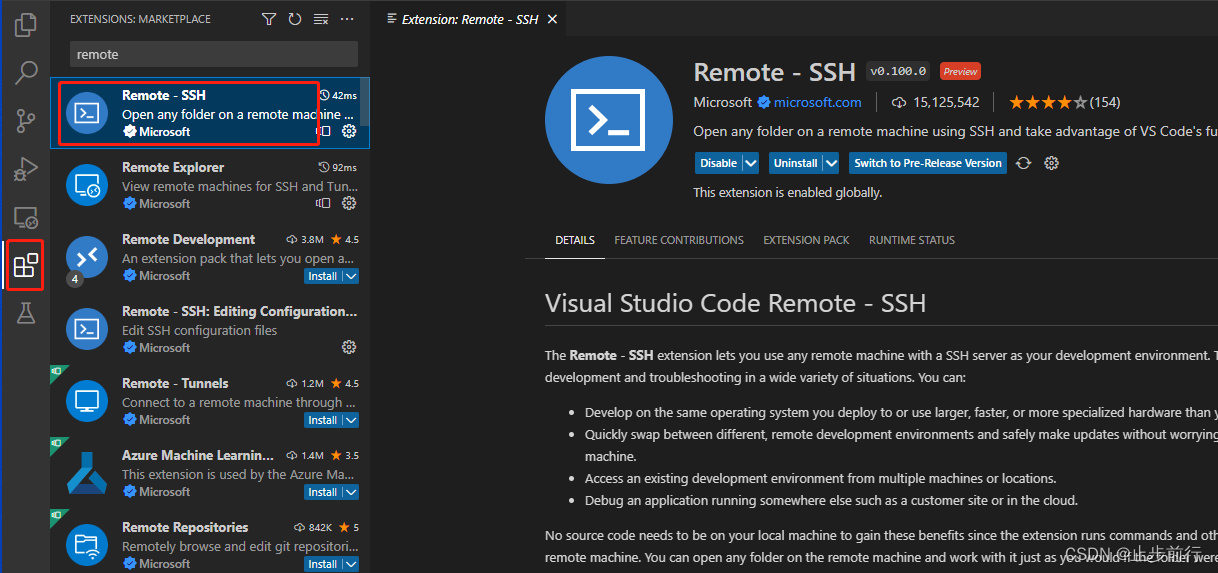 EXTENSIONS: MARKETPLACE
remote
Remote - SSH 42ms
Open any folder on a remote machine ...
Microsoft
Remote Explorer 92ms
View remote machines for SSH and Tun...
Microsoft
Remote Development 3.8M 4.5
An extension pack that lets you open a...
4 Microsoft Install
Remote - SSH: Editing Configuration...
Edit SSH configuration files
Microsoft
Remote - Tunnels 1.2M 4.5
Connect to a remote machine through ...
Microsoft Install
Azure Machine Learnin... 1.4M 3.5
This extension is used by the Azure Ma...
Microsoft Install
Remote Repositories 842K 5
Remotely browse and edit git repositori...
Microsoft Install
Extension: Remote - SSH
Remote - SSH v0.100.0 Preview
Microsoft microsoft.com 15,125,542 (154)
Open any folder on a remote machine using SSH and take advantage of VS Code's fu
Disable Uninstall Switch to Pre-Release Version
This extension is enabled globally.
DETAILS FEATURE CONTRIBUTIONS EXTENSION PACK RUNTIME STATUS
Visual Studio Code Remote - SSH
The Remote - SSH extension lets you use any remote machine with a SSH server as your development environment. T
development and troubleshooting in a wide variety of situations. You can:
• Develop on the same operating system you deploy to or use larger, faster, or more specialized hardware than y
• Quickly swap between different, remote development environments and safely make updates without worrying
machine.
• Access an existing development environment from multiple machines or locations.
• Debug an application running somewhere else such as a customer site or in the cloud.
No source code needs to be on your local machine to gain these benefits since the extension runs commands and oth
remote machine. You can open any folder on the remote machine and work with it just as you would if the folder were
CSDN @止步前行